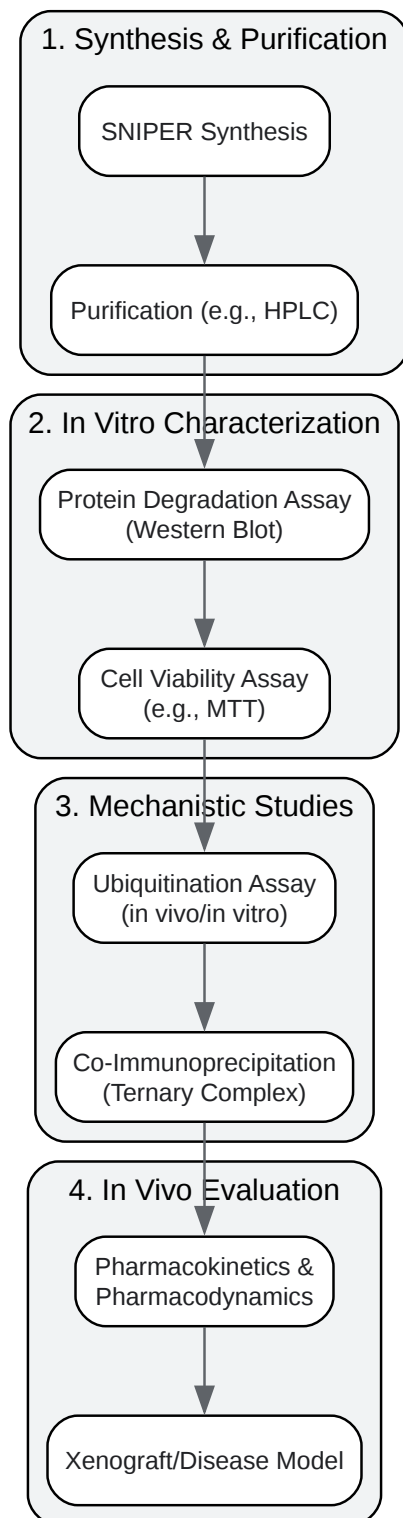 1. Synthesis & Purification
SNIPER Synthesis
Purification (e.g., HPLC)
2. In Vitro Characterization
Protein Degradation Assay
(Western Blot)
Cell Viability Assay
(e.g., MTT)
3. Mechanistic Studies
Ubiquitination Assay
(in vivo/in vitro)
Co-Immunoprecipitation
(Ternary Complex)
4. In Vivo Evaluation
Pharmacokinetics &
Pharmacodynamics
Xenograft/Disease Model